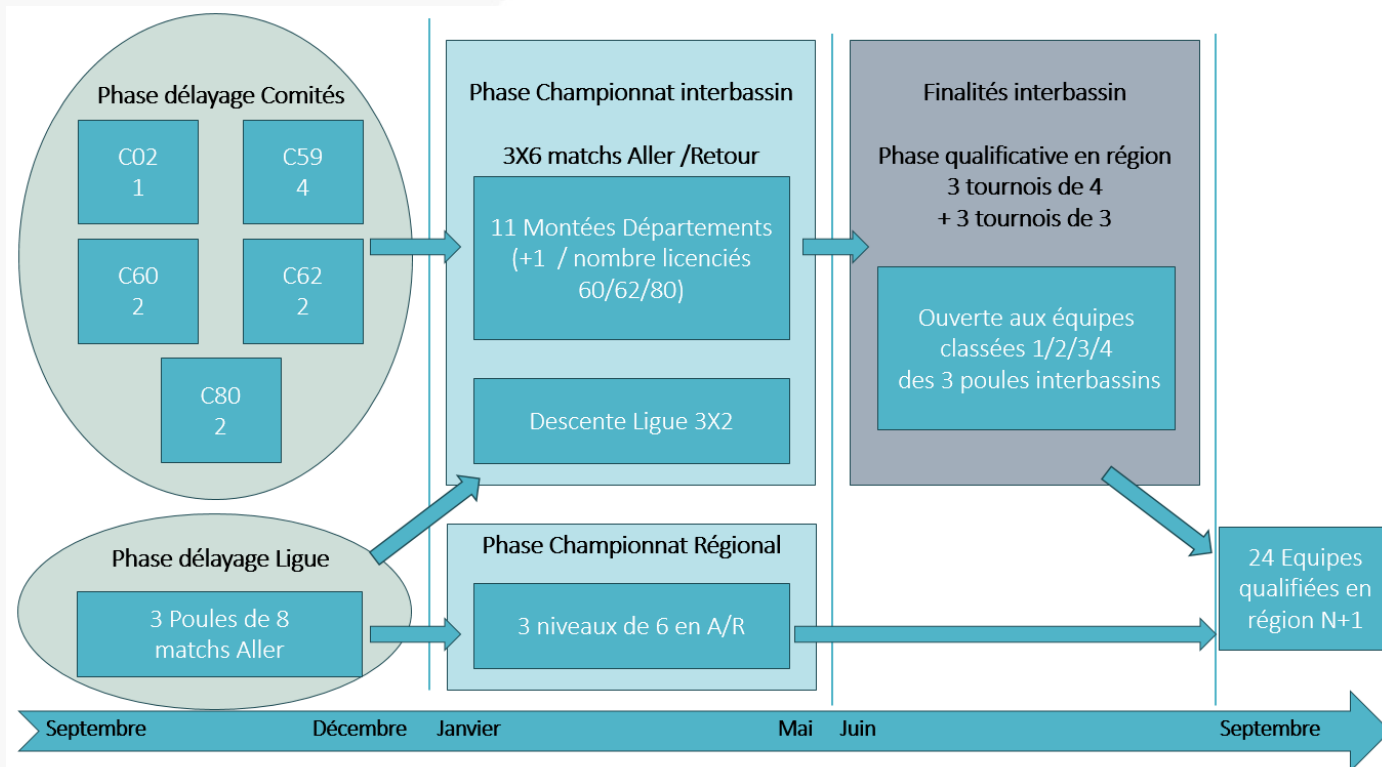 Phase délayage Comités
C02
1
C59
4
C60
2
C62
2
C80
2
Phase Championnat interbassin
3X6 matchs Aller /Retour
11 Montées Départements
(+1 / nombre licenciés
60/62/80)
Descente Ligue 3X2
Finalités interbassin
Phase qualificative en région
3 tournois de 4
+ 3 tournois de 3
Ouverte aux équipes
classées 1/2/3/4
des 3 poules interbassins
Phase délayage Ligue
3 Poules de 8
matchs Aller
Phase Championnat Régional
3 niveaux de 6 en A/R
24 Equipes
qualifiées en
région N+1
Septembre
Décembre
Janvier
Mai
Juin
Septembre